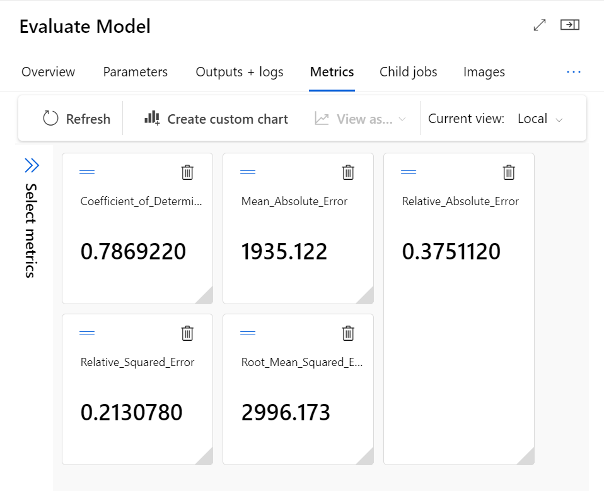 Evaluate Model
Overview Parameters Outputs + logs Metrics Child jobs Images ...
Refresh Create custom chart View as... Current view: Local
Select metrics
Coefficient_of_Determi... Mean_Absolute_Error Relative_Absolute_Error
0.7869220 1935.122 0.3751120
Relative_Squared_Error Root_Mean_Squared_E...
0.2130780 2996.173